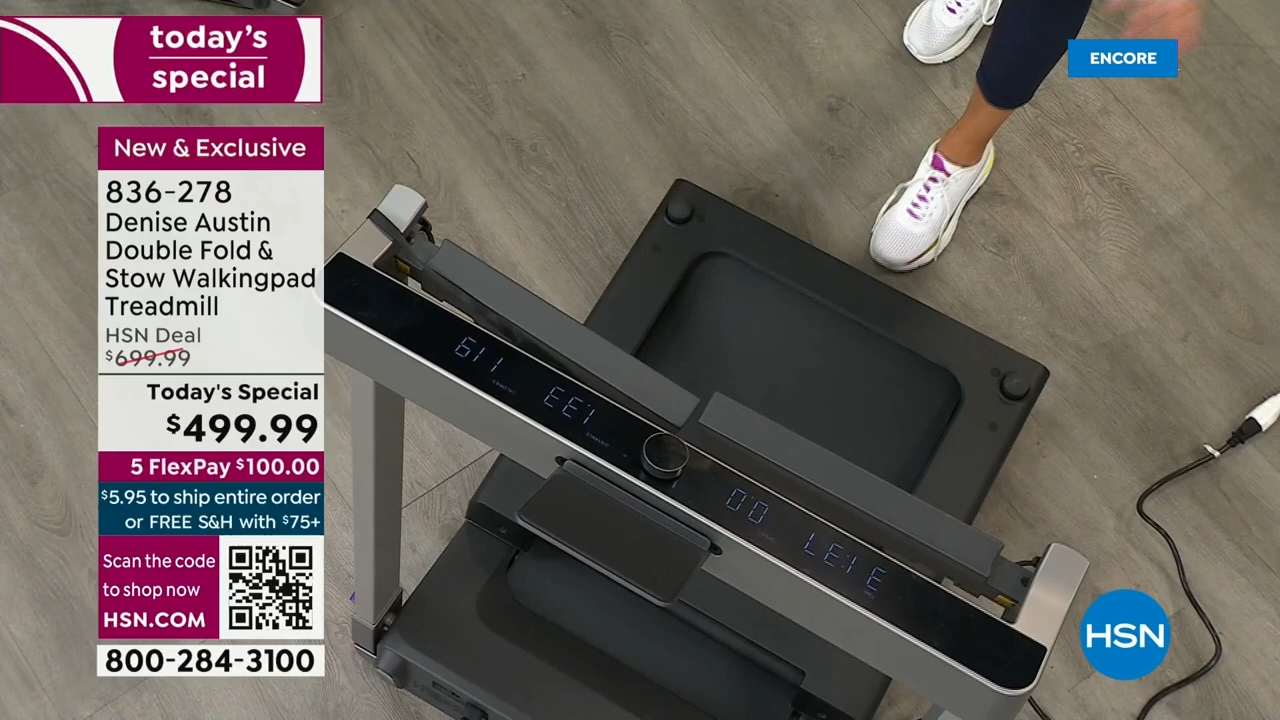 today's
special
ENCORE
New & Exclusive
836-278
Denise Austin
Double Fold &
Stow Walkingpad
Treadmill
HSN Deal
$699.99
Today's Special
$499.99
5 FlexPay $100.00
$5.95 to ship entire order
or FREE S&H with $75+
Scan the code
to shop now
HSN.COM
800-284-3100
HSN